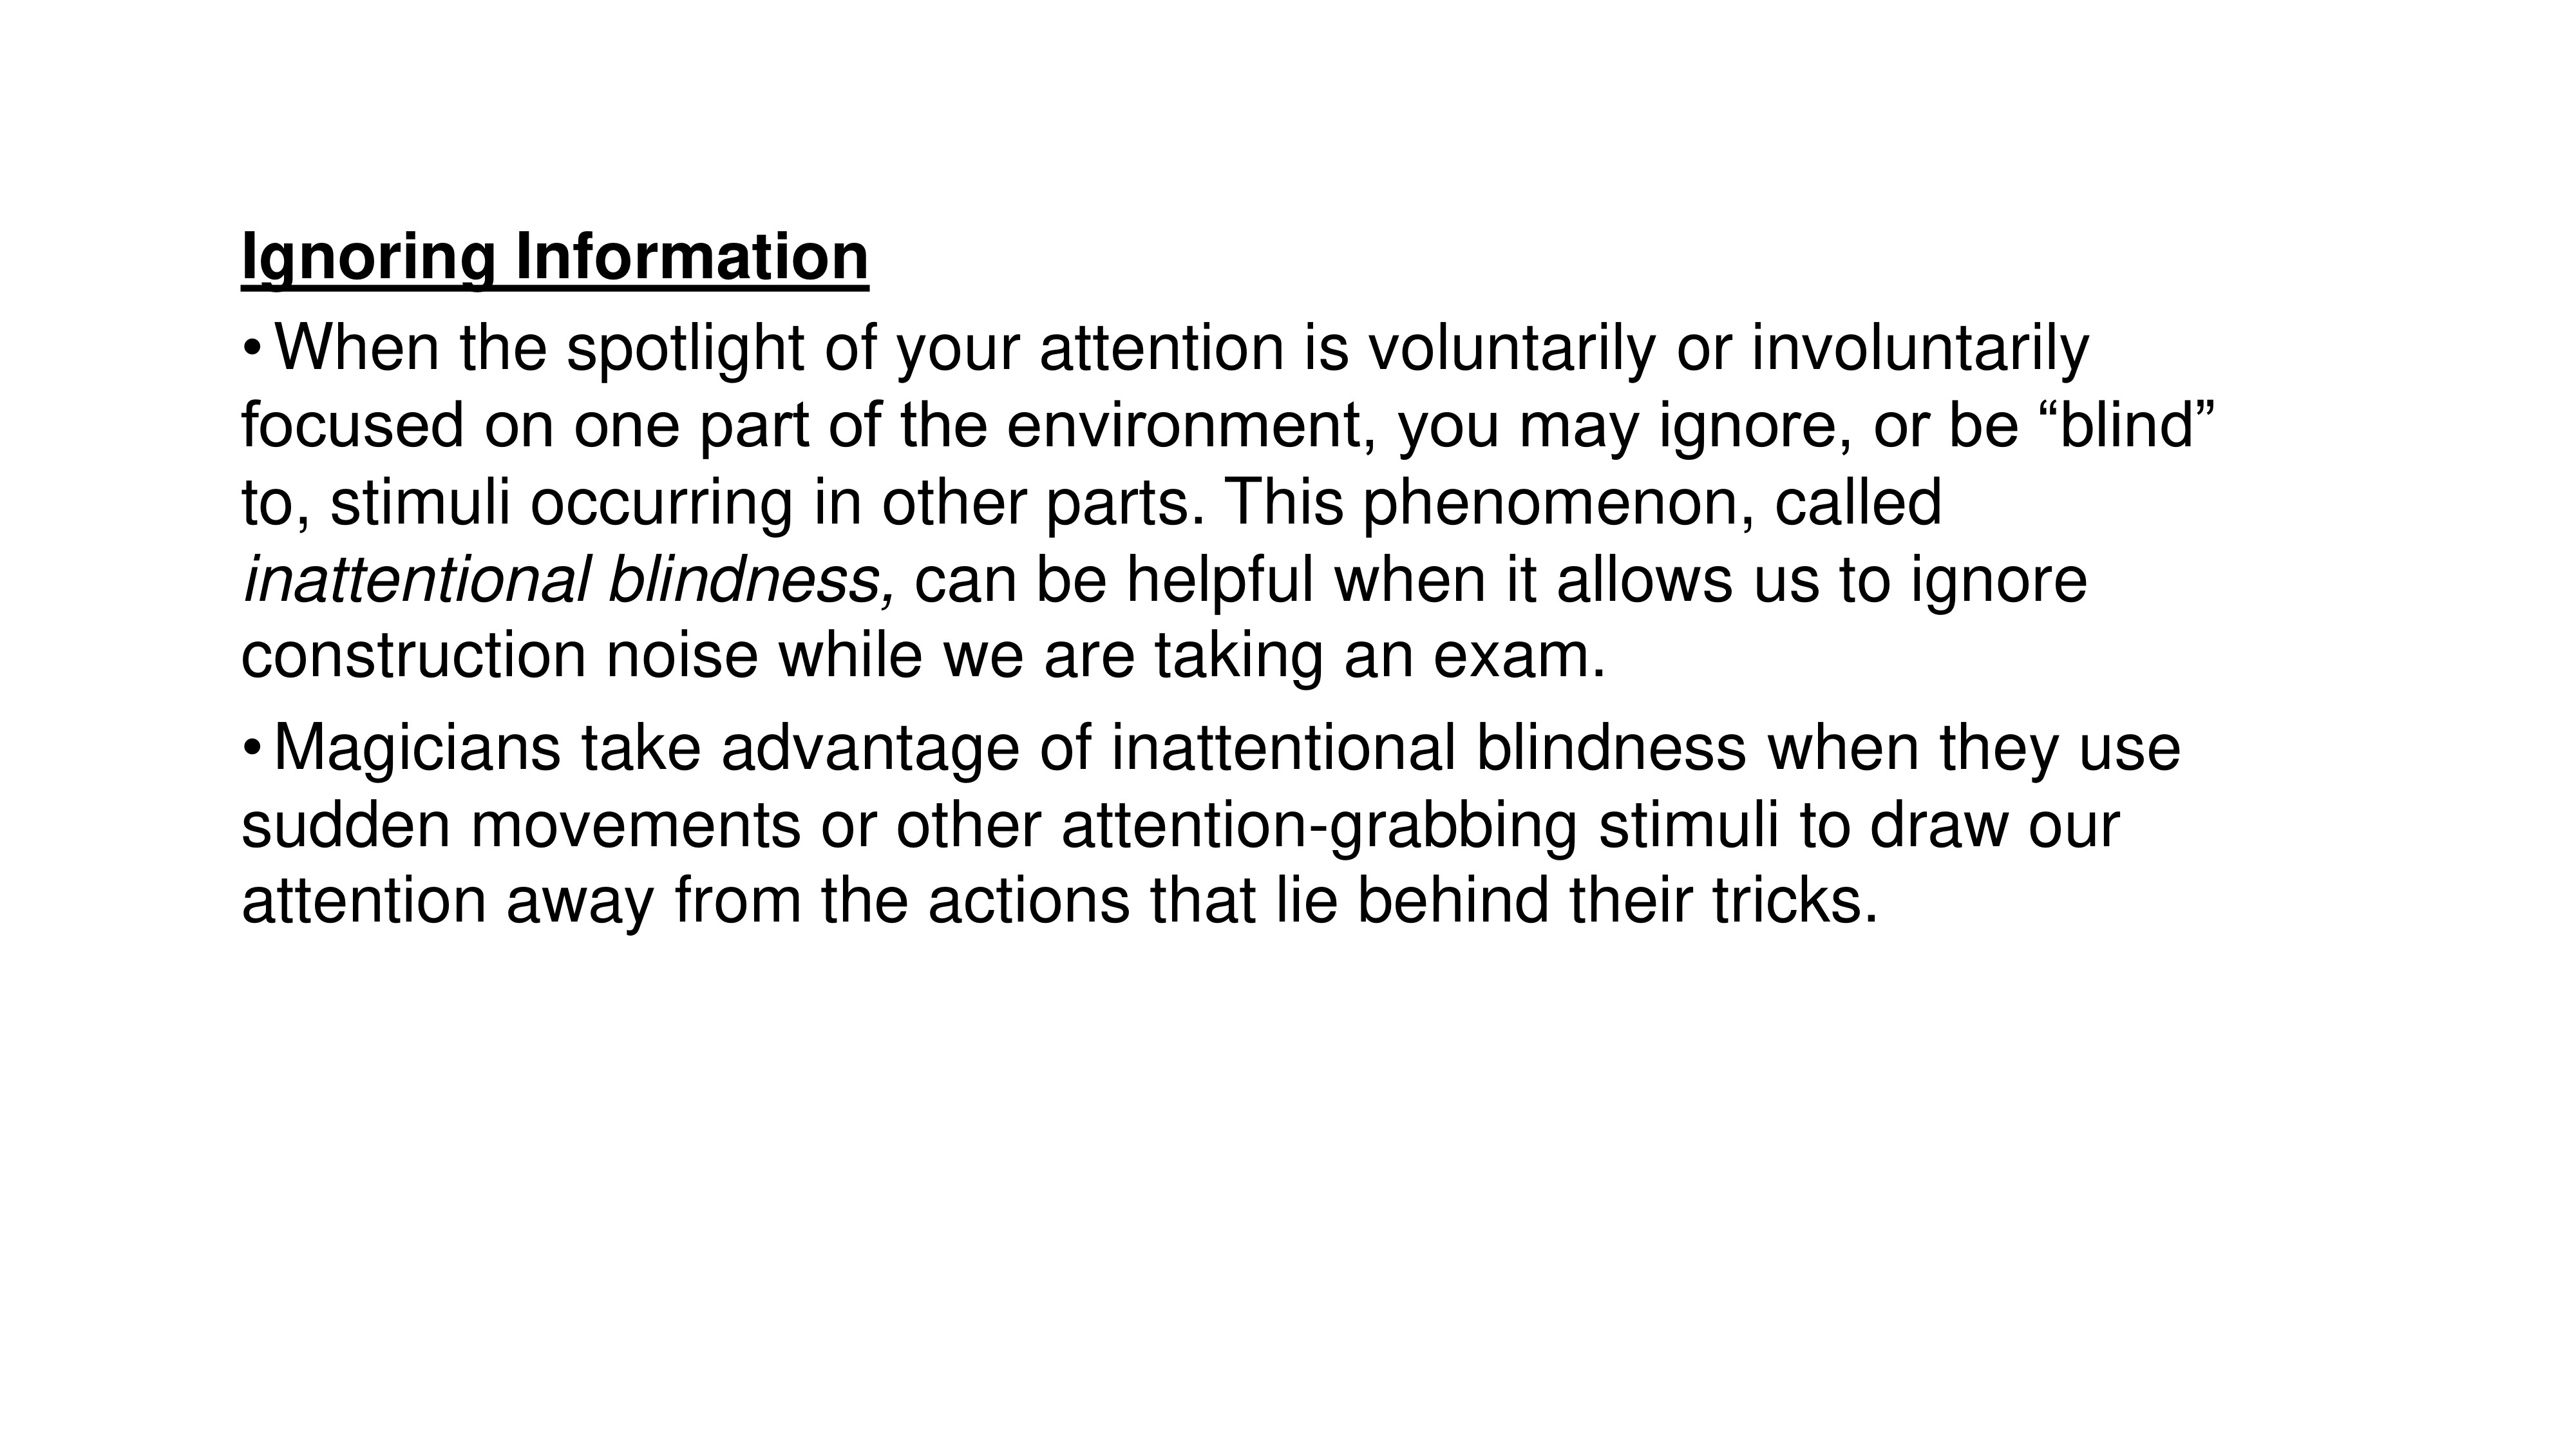 Ignoring Information
• When the spotlight of your attention is voluntarily or involuntarily
focused on one part of the environment, you may ignore, or be “blind”
to, stimuli occurring in other parts. This phenomenon, called
inattentional blindness, can be helpful when it allows us to ignore
construction noise while we are taking an exam.
• Magicians take advantage of inattentional blindness when they use
sudden movements or other attention-grabbing stimuli to draw our
attention away from the actions that lie behind their tricks.